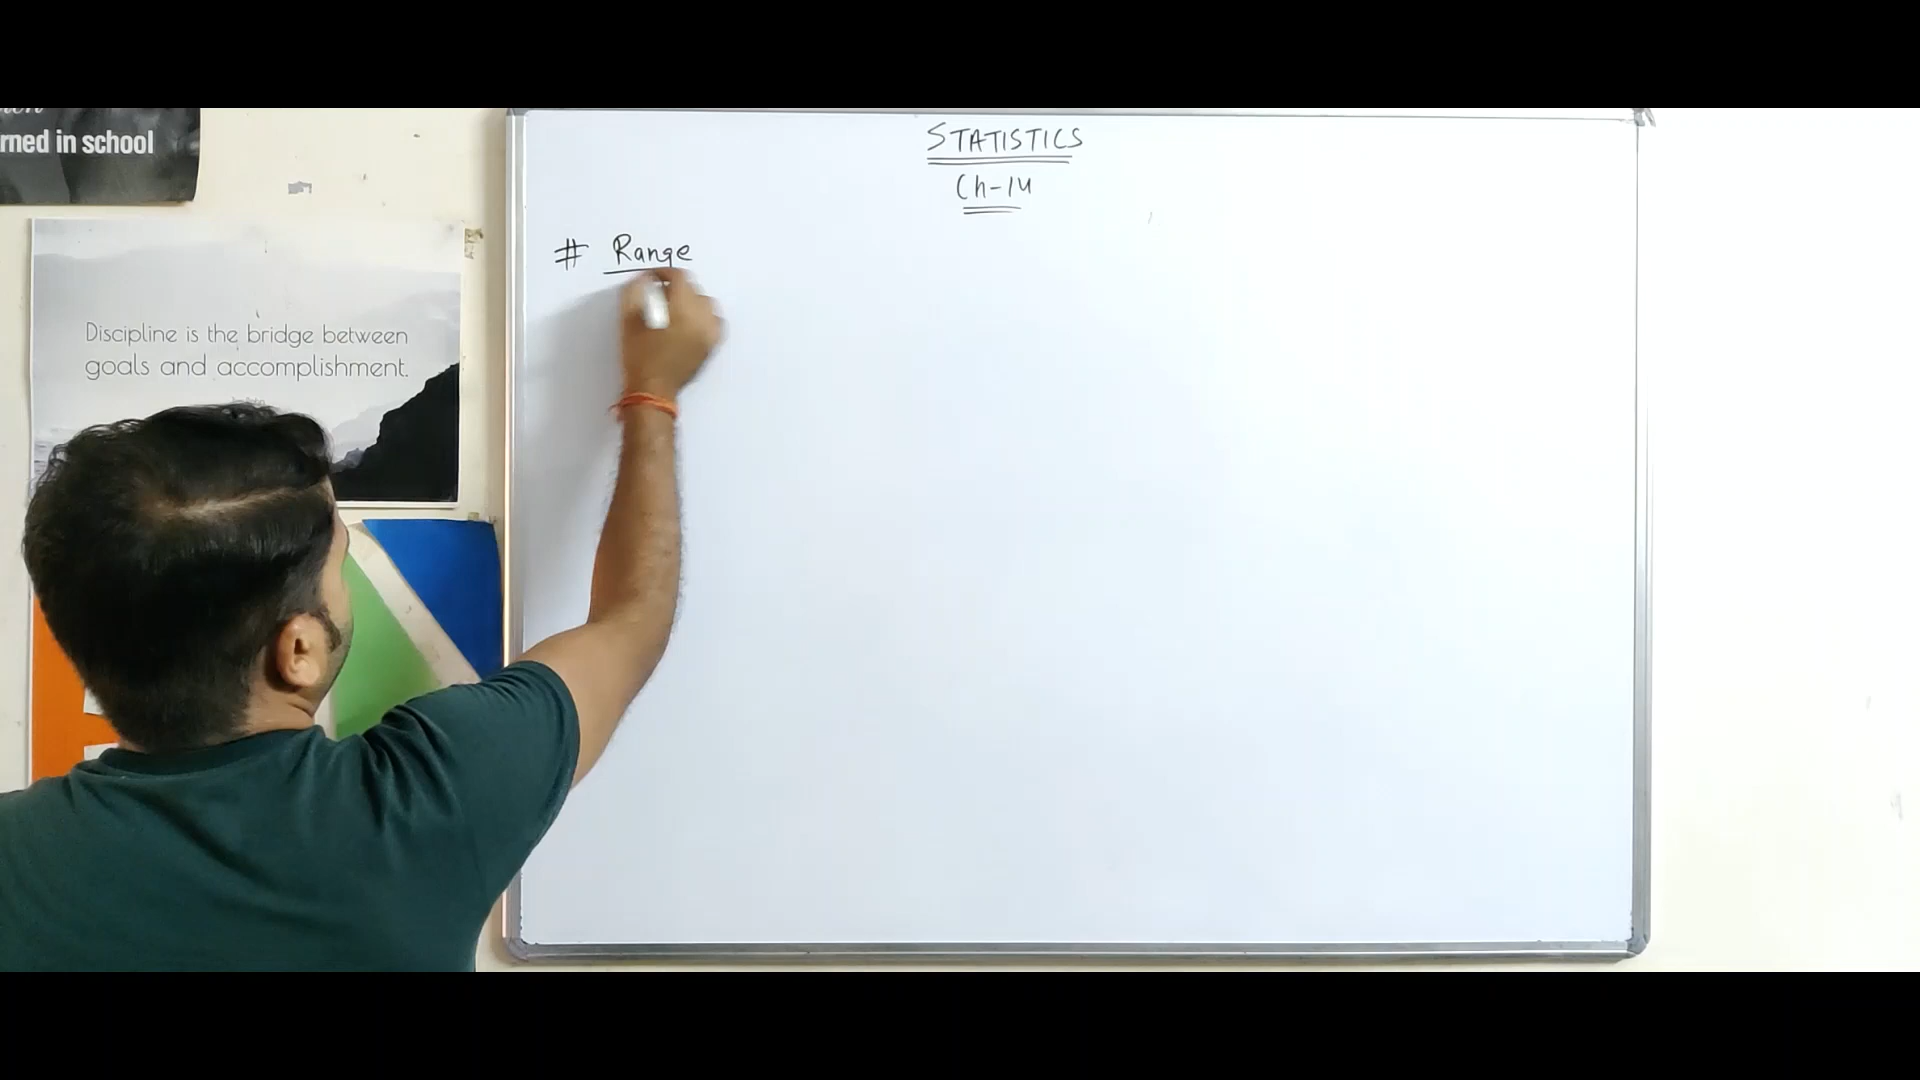 rned in school
Discipline is the bridge between
goals and accomplishment.
STATISTICS
Ch-14
# Range